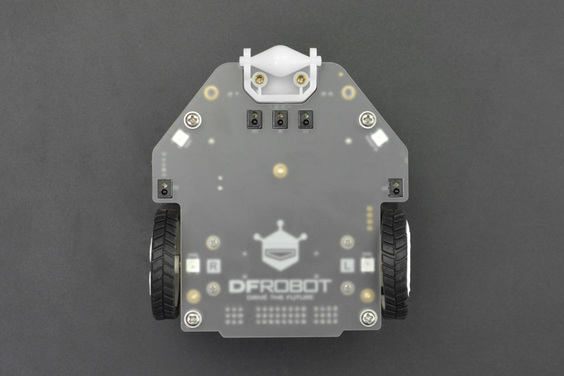 R
L
DFROBOT
DRIVE THE FUTURE